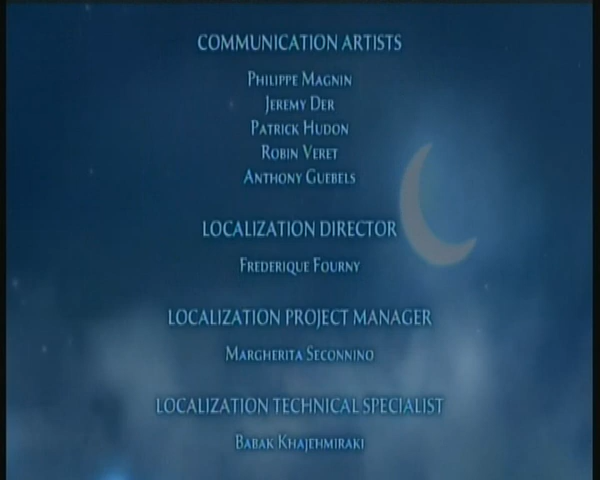 COMMUNICATION ARTISTS
PHILIPPE MAGNIN
JEREMY DER
PATRICK HUDON
ROBIN VERET
ANTHONY GUEBELS
LOCALIZATION DIRECTOR
FREDERIQUE FOURNY
LOCALIZATION PROJECT MANAGER
MARGHERITA SECONNINO
LOCALIZATION TECHNICAL SPECIALIST
BABAK KHAJEHMIRAKI